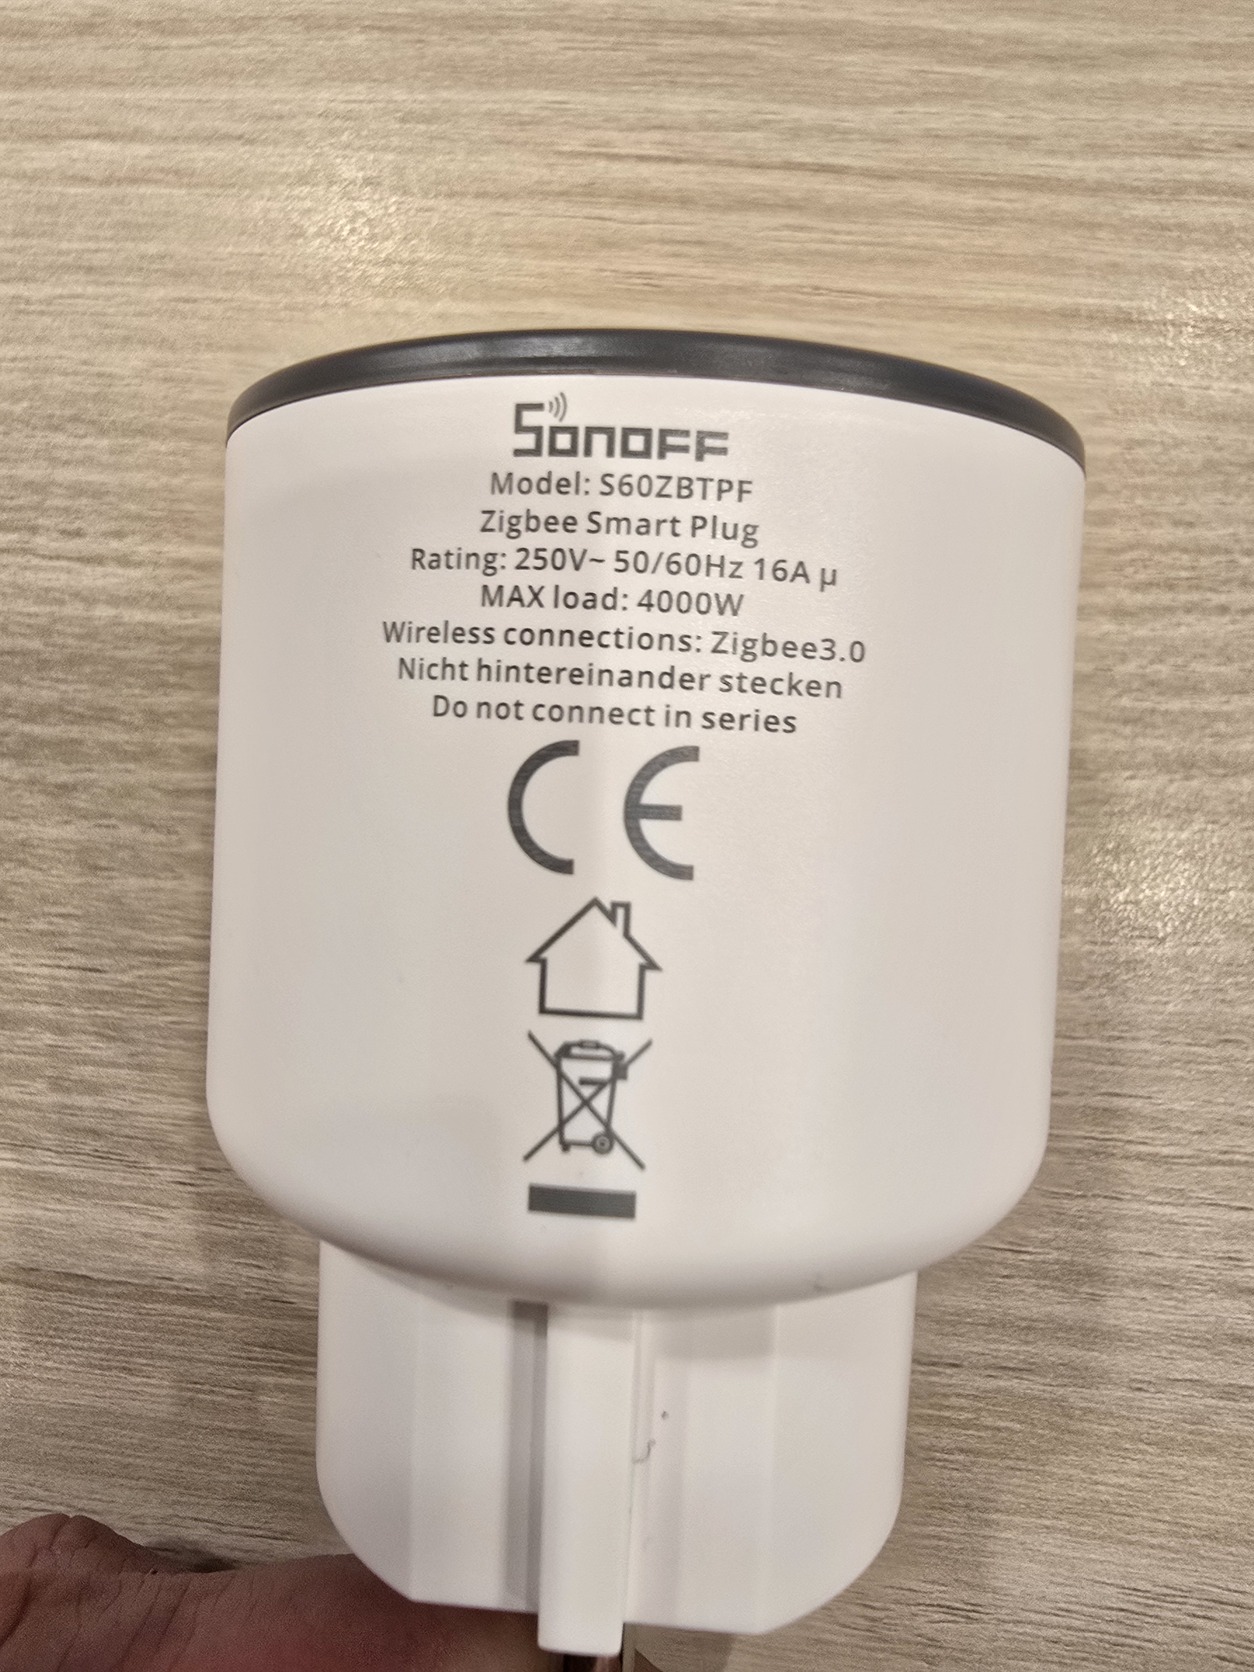 SONOFF
Model: S60ZBTPF
Zigbee Smart Plug
Rating: 250V~ 50/60Hz 16A μ
MAX load: 4000W
Wireless connections: Zigbee3.0
Nicht hintereinander stecken
Do not connect in series
CE